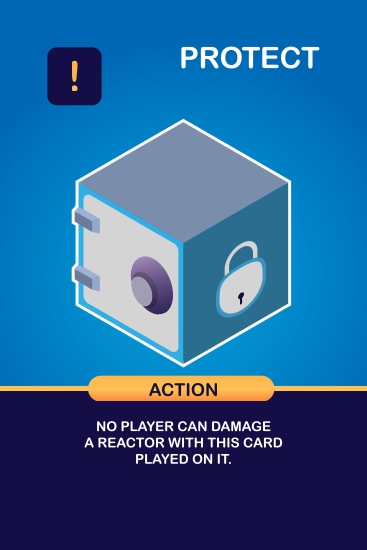 !
PROTECT
ACTION
NO PLAYER CAN DAMAGE
A REACTOR WITH THIS CARD
PLAYED ON IT.